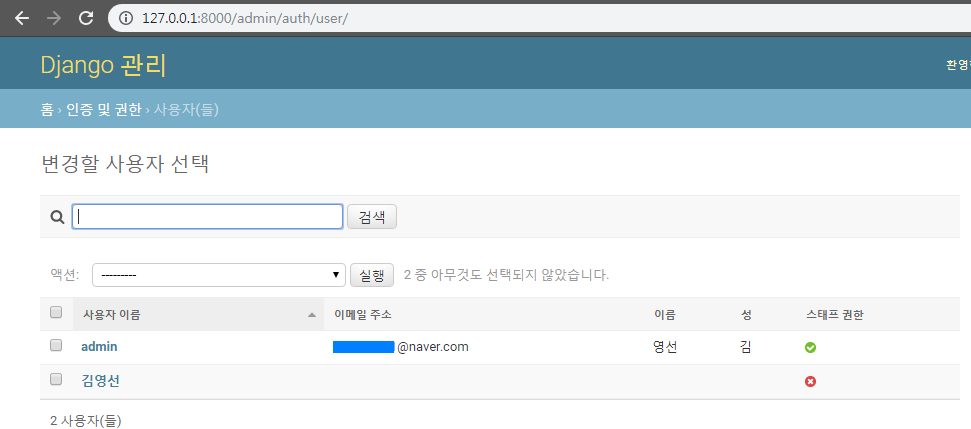 127.0.0.1:8000/admin/auth/user/
Django 관리
홈 › 인증 및 권한 › 사용자(들)
변경할 사용자 선택
검색
액션: --------- 실행 2 중 아무것도 선택되지 않았습니다.
사용자 이름 이메일 주소 이름 성 스태프 권한
admin @naver.com 영선 김
김영선
2 사용자(들)